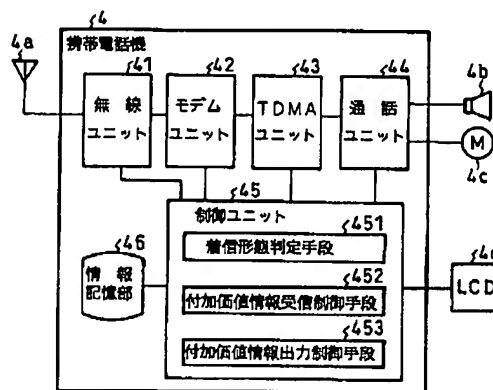 4
携帯電話機
4a
41
42
43
44
4b
無線
ユニット
モデム
ユニット
TDMA
ユニット
通話
ユニット
M
4c
45
制御ユニット
451
着信形態判定手段
46
情報
記憶部
452
付加価値情報受信制御手段
4d
LCD
453
付加価値情報出力制御手段